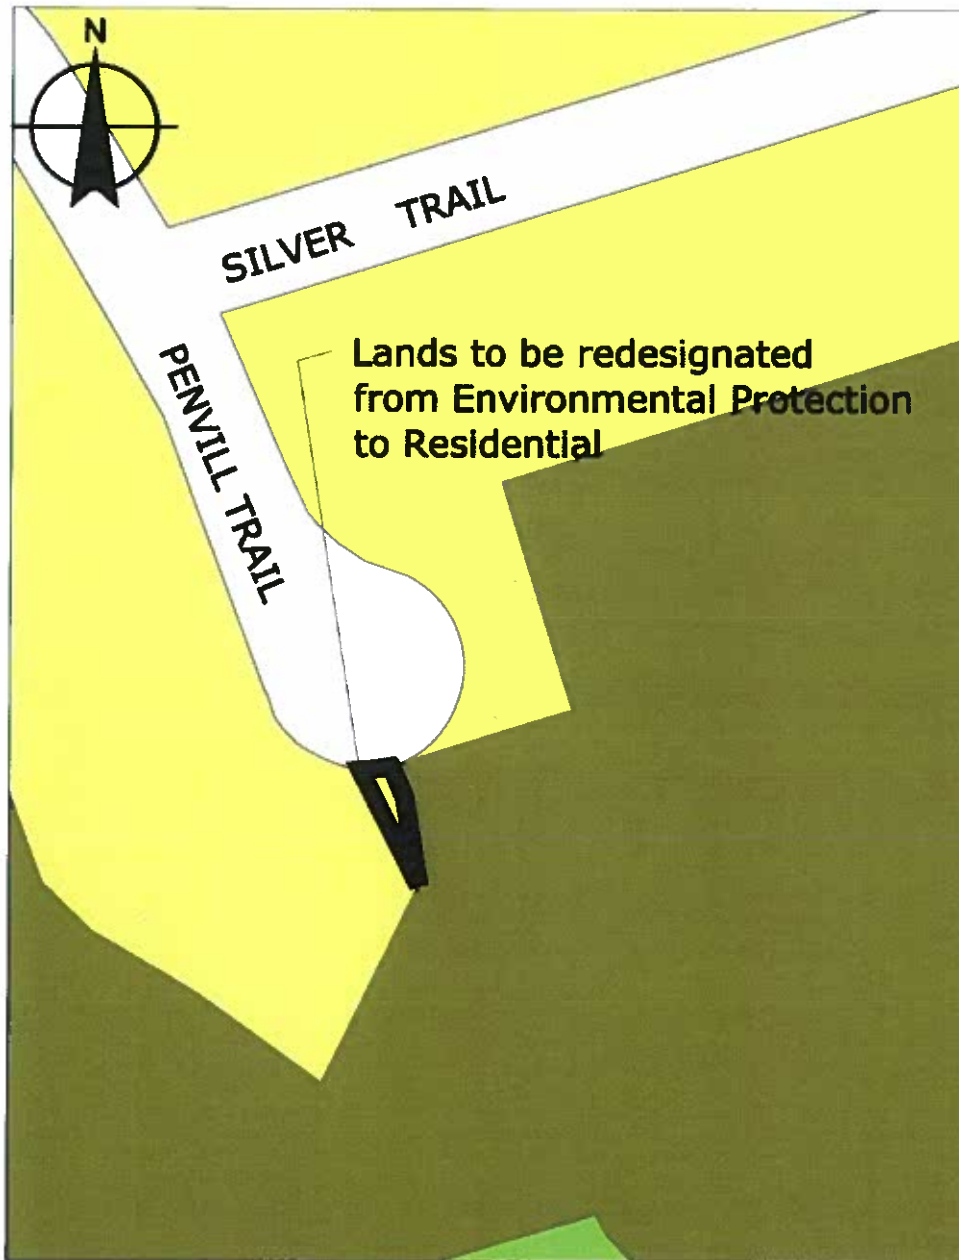 N
SILVER TRAIL
PENVILL TRAIL
Lands to be redesignated
from Environmental Protection
to Residential